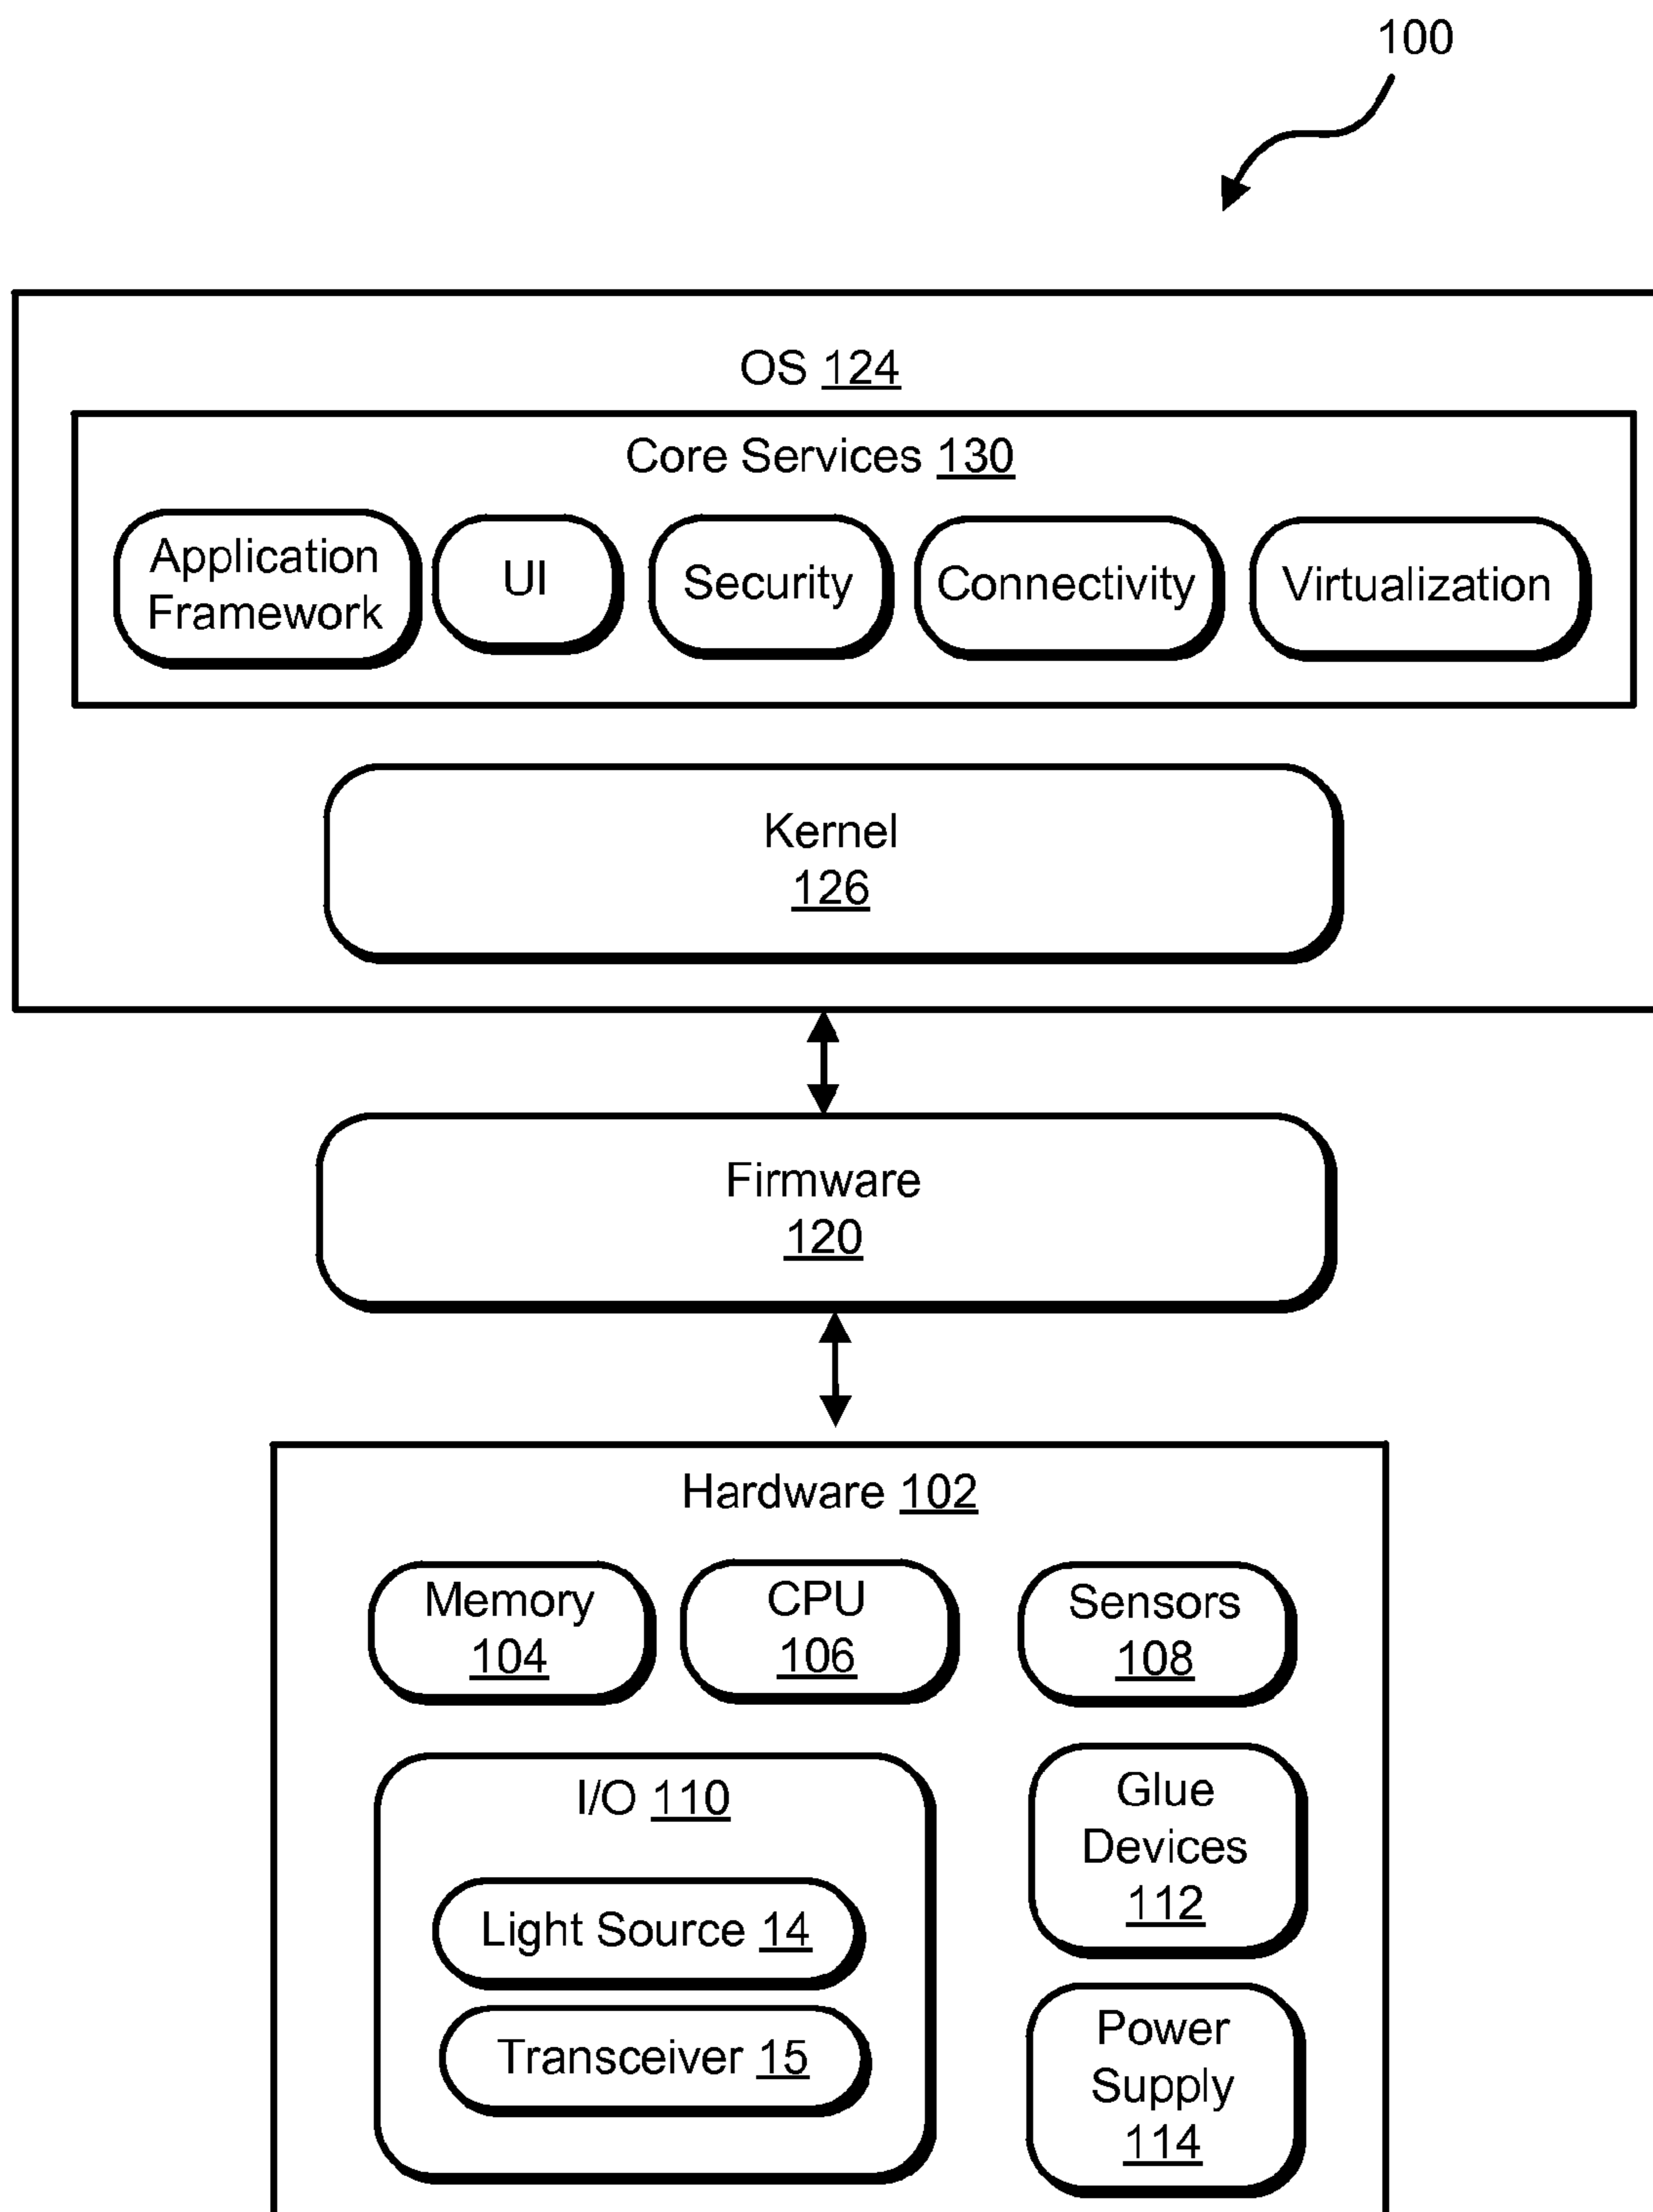 100
OS 124
Core Services 130
Application
Framework
UI
Security
Connectivity
Virtualization
Kernel
126
Firmware
120
Hardware 102
Memory
104
CPU
106
Sensors
108
I/O 110
Light Source 14
Transceiver 15
Glue
Devices
112
Power
Supply
114